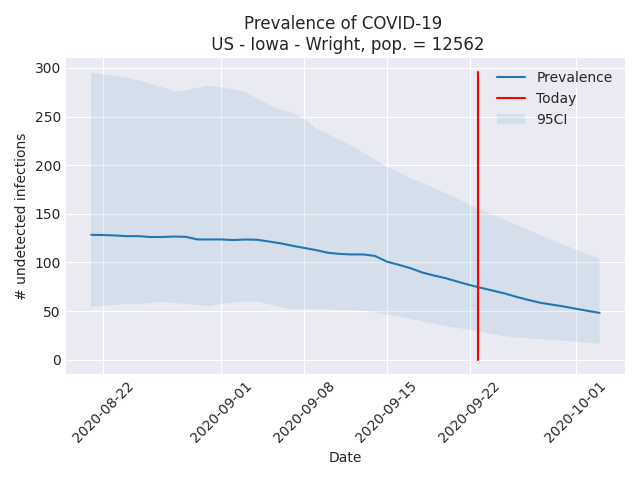 Prevalence of COVID-19
US - Iowa - Wright, pop. = 12562
300
250
200
150
100
50
0
# undetected infections
Prevalence
Today
95CI
2020-08-22
2020-09-01
2020-09-08
2020-09-15
2020-09-22
2020-10-01
Date